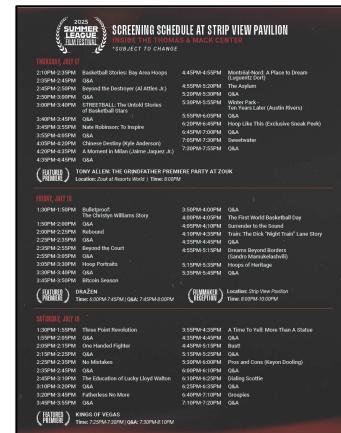 2025
SUMMER
LEAGUE
FILM FESTIVAL
SCREENING SCHEDULE AT STRIP VIEW PAVILION
INSIDE THE THOMAS & MACK CENTER
*SUBJECT TO CHANGE
THURSDAY, JULY 17
2:10PM-2:35PM Basketball Stories: Bay Area Hoops
2:35PM-2:45PM Q&A
2:45PM-2:50PM Beyond the Destroyer (Al Attles Jr.)
2:50PM-3:00PM Q&A
3:00PM-3:40PM STREETBALL: The Untold Stories
of Basketball Stars
3:40PM-3:45PM Q&A
3:45PM-3:55PM Nate Robinson: To Inspire
3:55PM-4:05PM Q&A
4:05PM-4:20PM Chinese Destiny (Kyle Anderson)
4:20PM-4:35PM A Moment in Milan (Jaime Jaquez Jr.)
4:35PM-4:45PM Q&A
4:45PM-4:55PM Montréal-Nord: A Place to Dream
(Luguentz Dort)
4:55PM-5:20PM The Asylum
5:20PM-5:30PM Q&A
5:30PM-5:55PM Winter Park -
Ten Years Later (Austin Rivers)
5:55PM-6:05PM Q&A
6:20PM-6:45PM Hoop Like This (Exclusive Sneak Peek)
6:45PM-7:00PM Q&A
7:05PM-7:30PM Sweetwater
7:30PM-7:55PM Q&A
FEATURED
PREMIERE
TONY ALLEN: THE GRINDFATHER PREMIERE PARTY AT ZOUK
Location: Zouk at Resorts World | Time: 8:00PM
FRIDAY, JULY 18
1:30PM-1:50PM Bulletproof:
The Christyn Williams Story
1:50PM-2:00PM Q&A
2:00PM-2:25PM Rebound
2:25PM-2:35PM Q&A
2:35PM-2:55PM Beyond the Court
2:55PM-3:05PM Q&A
3:05PM-3:30PM Hoop Portraits
3:30PM-3:40PM Q&A
3:45PM-3:50PM Bitcoin Season
3:50PM-4:00PM Q&A
4:00PM-4:05PM The First World Basketball Day
4:05PM-4:10PM Surrender to the Sound
4:10PM-4:35PM Train: The Dick "Night Train" Lane Story
4:35PM-4:45PM Q&A
4:55PM-5:15PM Dreams Beyond Borders
(Sandro Mamukelashvili)
5:15PM-5:35PM Hoops of Heritage
5:35PM-5:45PM Q&A
FEATURED
PREMIERE
DRAŽEN
Time: 6:00PM-7:45PM | Q&A: 7:45PM-8:00PM
FILMMAKER
RECEPTION
Location: Strip View Pavilion
Time: 8:00PM-10:00PM
SATURDAY, JULY 19
1:30PM-1:55PM Three Point Revolution
1:55PM-2:05PM Q&A
2:05PM-2:15PM One Handed Fighter
2:15PM-2:25PM Q&A
2:25PM-2:35PM No Mistakes
2:35PM-2:45PM Q&A
2:45PM-3:10PM The Education of Lucky Lloyd Walton
3:10PM-3:20PM Q&A
3:20PM-3:45PM Fatherless No More
3:45PM-3:55PM Q&A
3:55PM-4:35PM A Time To Yell: More Than A Statue
4:35PM-4:45PM Q&A
4:45PM-5:15PM Bustl
5:15PM-5:25PM Q&A
5:30PM-6:00PM Pros and Cons (Keyon Dooling)
6:00PM-6:10PM Q&A
6:10PM-6:25PM Dialing Scottie
6:25PM-6:35PM Q&A
6:40PM-7:10PM Groupies
7:10PM-7:20PM Q&A
FEATURED
PREMIERE
KINGS OF VEGAS
Time: 7:25PM-7:30PM | Q&A: 7:30PM-8:10PM